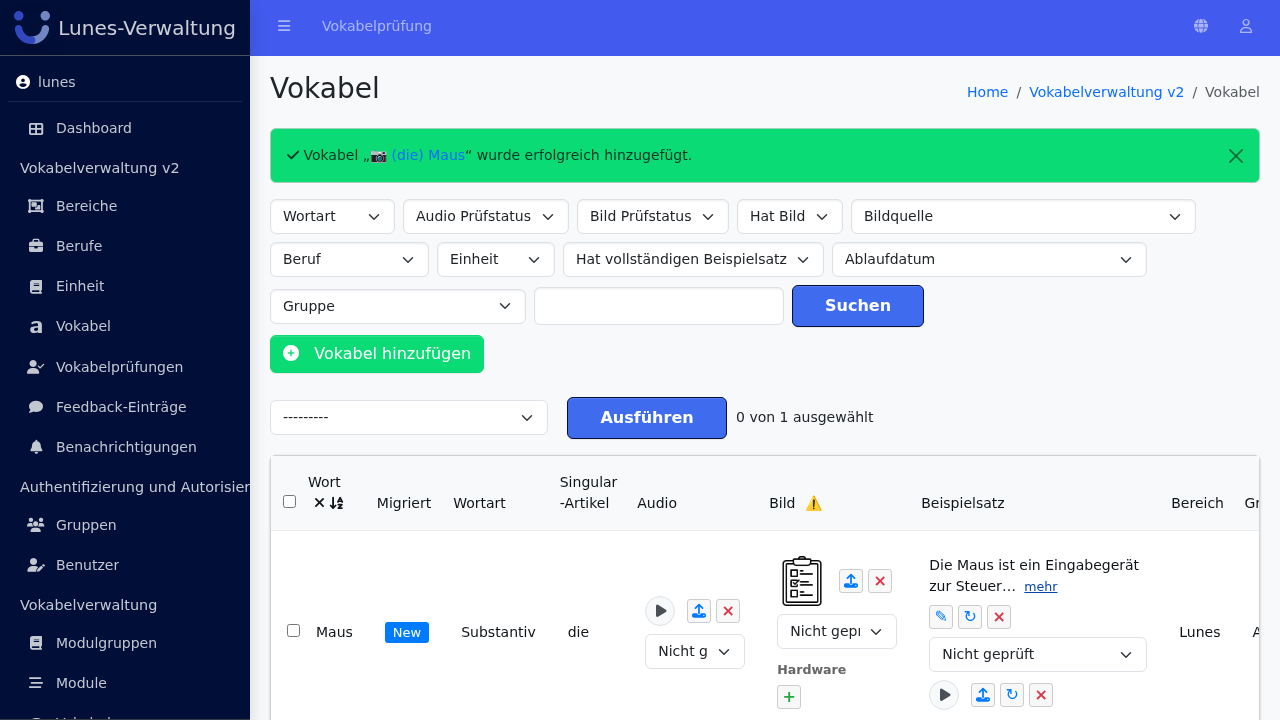 Lunes-Verwaltung
Vokabelprüfung
lunes
Dashboard
Vokabelverwaltung v2
Bereiche
Berufe
Einheit
Vokabel
Vokabelprüfungen
Feedback-Einträge
Benachrichtigungen
Authentifizierung und Autorisier
Gruppen
Benutzer
Vokabelverwaltung
Modulgruppen
Module
Vokabel
Home / Vokabelverwaltung v2 / Vokabel
Vokabel „📷 (die) Maus“ wurde erfolgreich hinzugefügt.
Wortart Audio Prüfstatus Bild Prüfstatus Hat Bild Bildquelle
Beruf Einheit Hat vollständigen Beispielsatz Ablaufdatum
Gruppe Suchen
Vokabel hinzufügen
--------- Ausführen 0 von 1 ausgewählt
Wort Migriert Wortart Singular-Artikel Audio Bild ⚠️ Beispielsatz Bereich Gr
Die Maus ist ein Eingabegerät
zur Steuer… mehr
Maus New Substantiv die Nicht g Nicht gepr Nicht geprüft Lunes A
Hardware